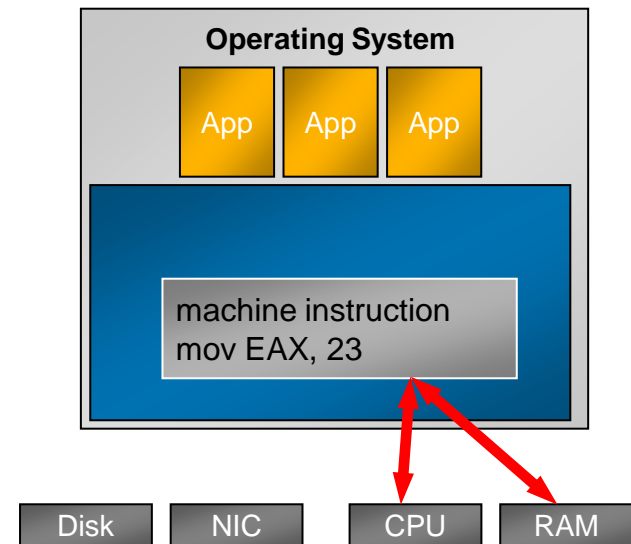 Operating System
App App App
machine instruction
mov EAX, 23
Disk NIC CPU RAM